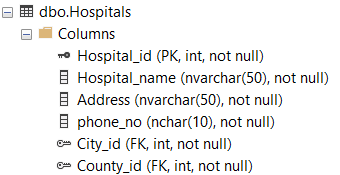 dbo.Hospitals
Columns
Hospital_id (PK, int, not null)
Hospital_name (nvarchar(50), not null)
Address (nvarchar(50), not null)
phone_no (nchar(10), not null)
City_id (FK, int, not null)
County_id (FK, int, not null)